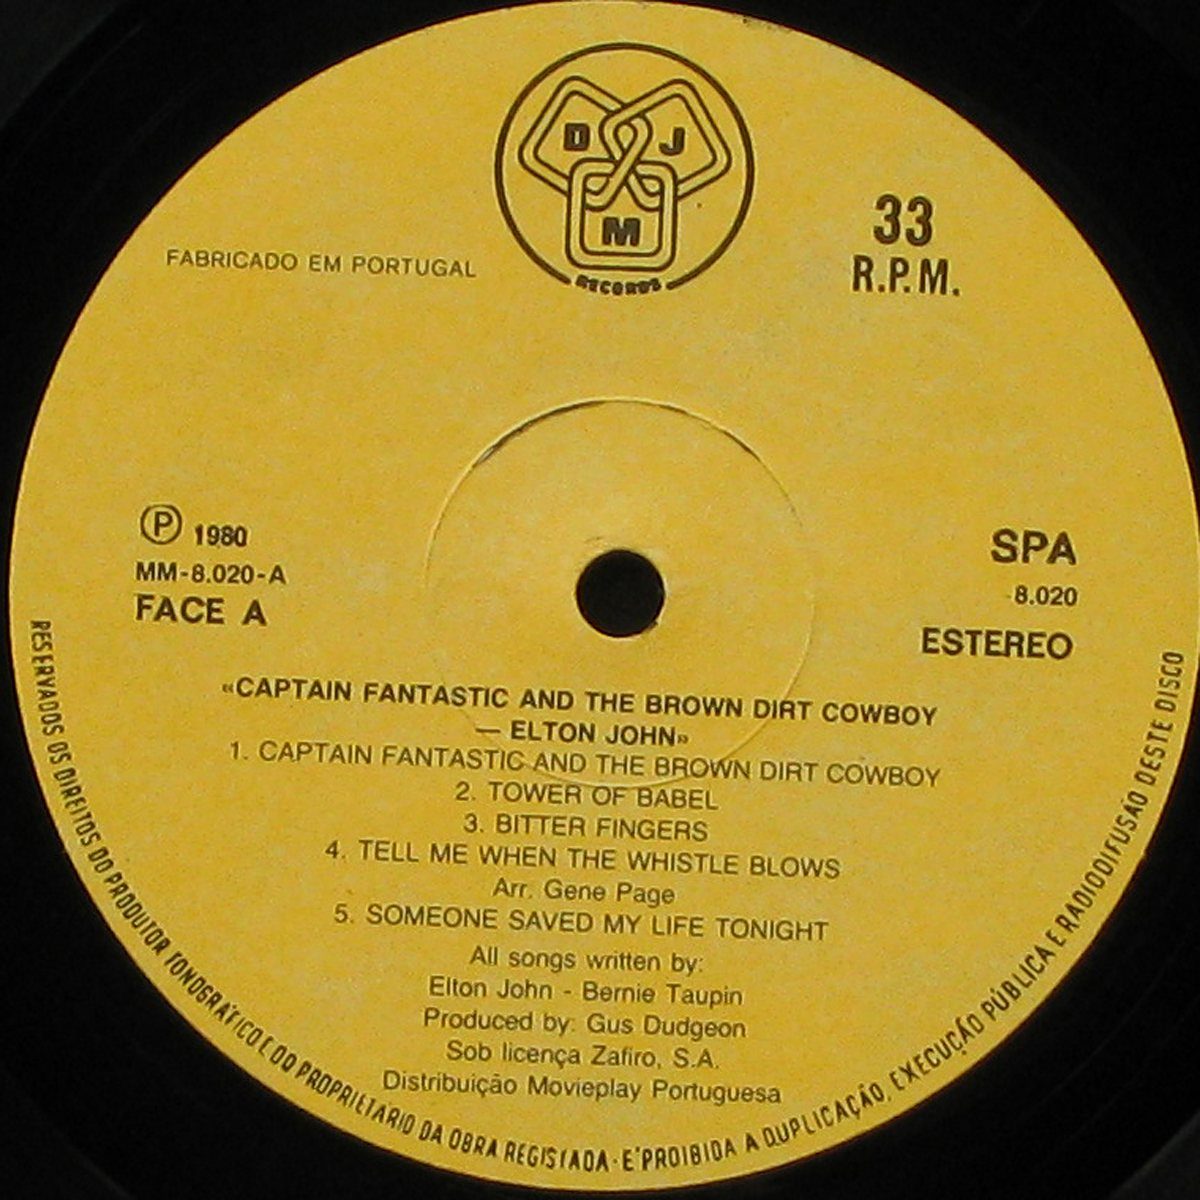 D J
M
RECORDS
33
R.P.M.
FABRICADO EM PORTUGAL
Ⓟ 1980
MM-8.020-A
FACE A
SPA
8.020
ESTEREO
«CAPTAIN FANTASTIC AND THE BROWN DIRT COWBOY
— ELTON JOHN»
1. CAPTAIN FANTASTIC AND THE BROWN DIRT COWBOY
2. TOWER OF BABEL
3. BITTER FINGERS
4. TELL ME WHEN THE WHISTLE BLOWS
Arr. Gene Page
5. SOMEONE SAVED MY LIFE TONIGHT
All songs written by:
Elton John - Bernie Taupin
Produced by: Gus Dudgeon
Sob licença Zafiro, S.A.
Distribuição Movieplay Portuguesa
RESERVADOS OS DIREITOS DO PRODUTOR FONOGRÁFICO E DO PROPRIETÁRIO DA OBRA REGISTADA · E' PROIBIDA A DUPLICAÇÃO, EXECUÇÃO PÚBLICA E RADIODIFUSÃO DESTE DISCO